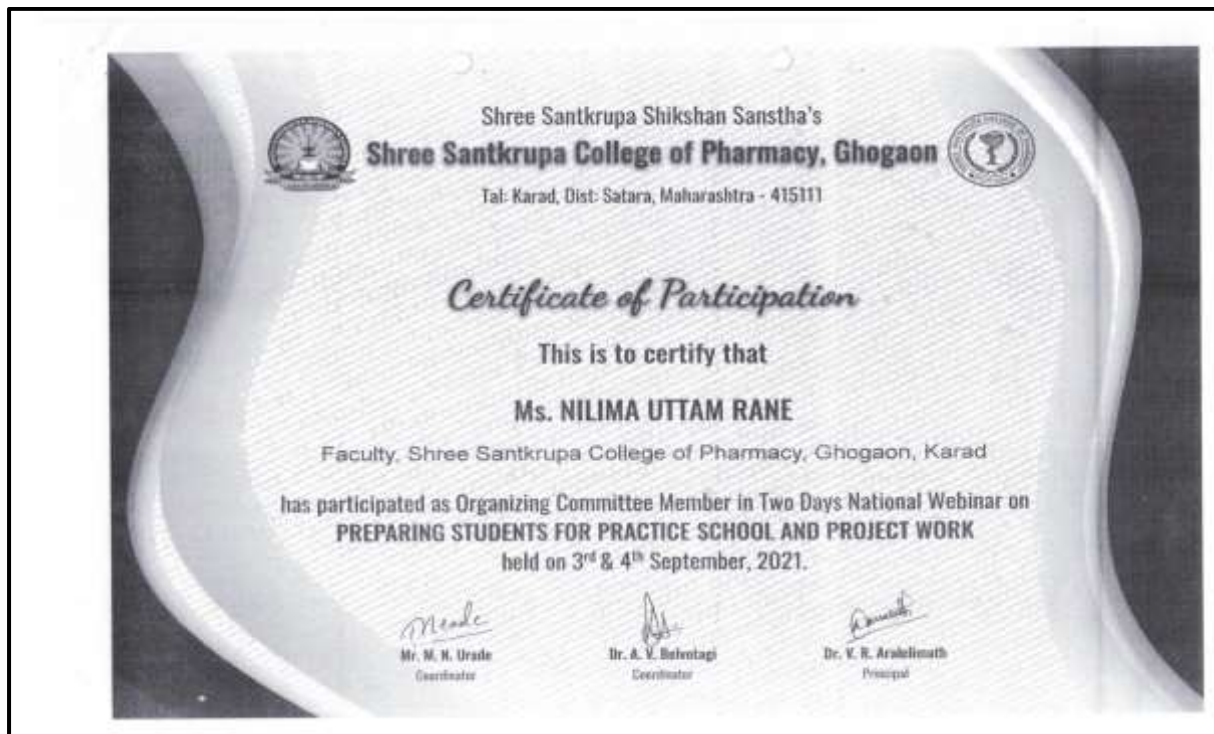 Shree Santkrupa Shikshan Sanstha's
Shree Santkrupa College of Pharmacy, Ghogaon
Tal: Karad, Dist: Satara, Maharashtra - 415111
Certificate of Participation
This is to certify that
Ms. NILIMA UTTAM RANE
Faculty, Shree Santkrupa College of Pharmacy, Ghogaon, Karad
has participated as Organizing Committee Member in Two Days National Webinar on
PREPARING STUDENTS FOR PRACTICE SCHOOL AND PROJECT WORK
held on 3rd & 4th September, 2021.
Mr. M. N. Urade
Coordinator
Dr. A. V.
Coordinator
Dr. V. R.
Principal